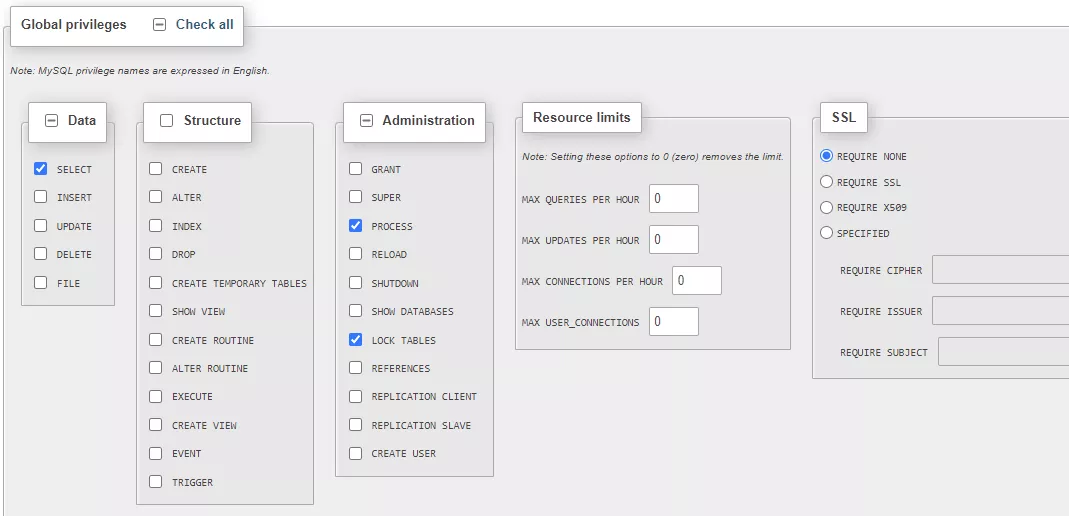 Global privileges Check all
Note: MySQL privilege names are expressed in English.
Data
SELECT
INSERT
UPDATE
DELETE
FILE
Structure
CREATE
ALTER
INDEX
DROP
CREATE TEMPORARY TABLES
SHOW VIEW
CREATE ROUTINE
ALTER ROUTINE
EXECUTE
CREATE VIEW
EVENT
TRIGGER
Administration
GRANT
SUPER
PROCESS
RELOAD
SHUTDOWN
SHOW DATABASES
LOCK TABLES
REFERENCES
REPLICATION CLIENT
REPLICATION SLAVE
CREATE USER
Resource limits
Note: Setting these options to 0 (zero) removes the limit.
MAX QUERIES PER HOUR 0
MAX UPDATES PER HOUR 0
MAX CONNECTIONS PER HOUR 0
MAX USER_CONNECTIONS 0
SSL
REQUIRE NONE
REQUIRE SSL
REQUIRE X509
SPECIFIED
REQUIRE CIPHER
REQUIRE ISSUER
REQUIRE SUBJECT